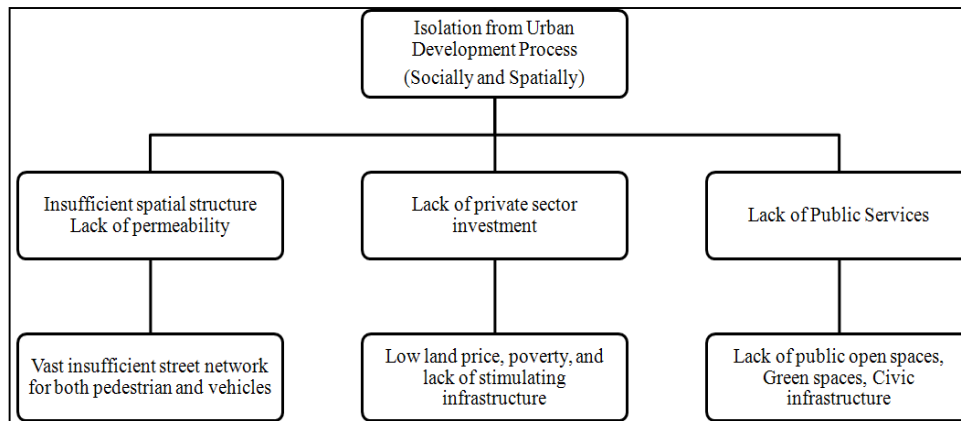 Isolation from Urban
Development Process
(Socially and Spatially)
Insufficient spatial structure
Lack of permeability
Lack of private sector
investment
Lack of Public Services
Vast insufficient street network
for both pedestrian and vehicles
Low land price, poverty, and
lack of stimulating
infrastructure
Lack of public open spaces,
Green spaces, Civic
infrastructure